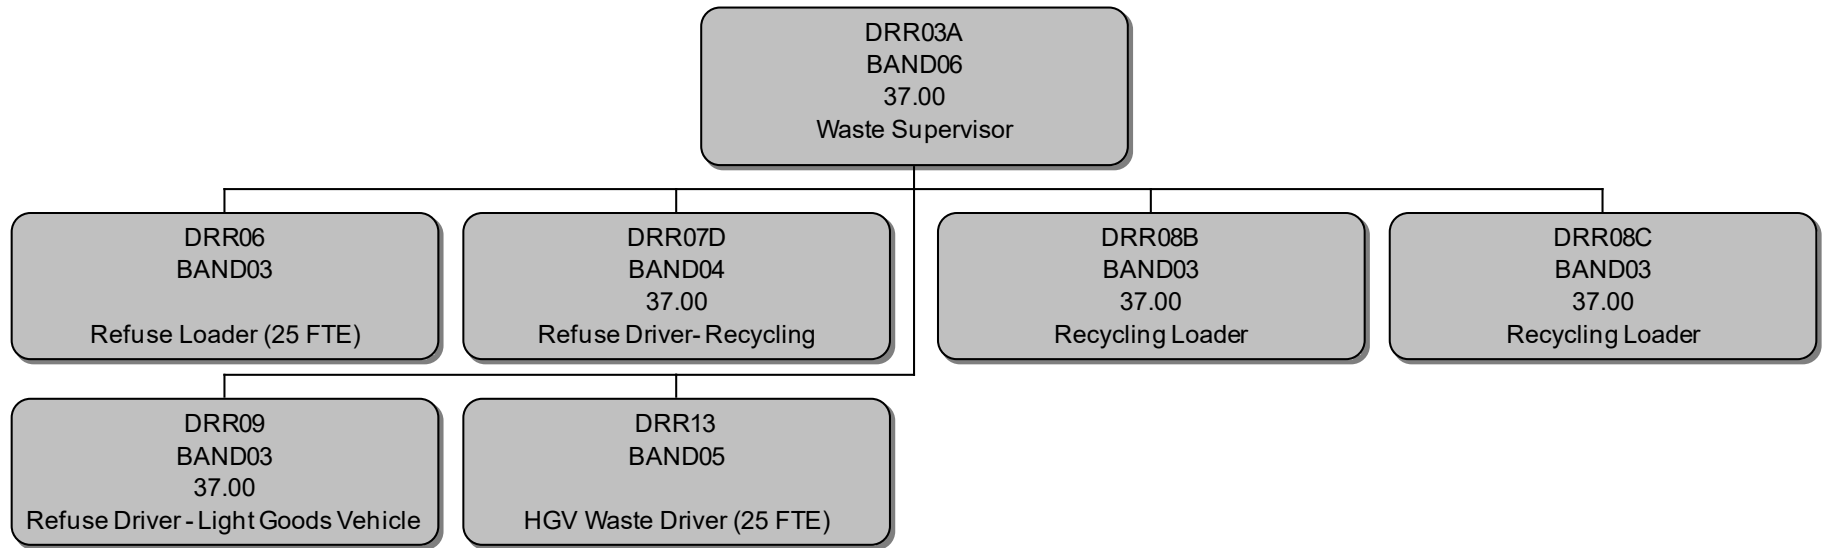 DRR03A
BAND06
37.00
Waste Supervisor
DRR06
BAND03
Refuse Loader (25 FTE)
DRR07D
BAND04
37.00
Refuse Driver- Recycling
DRR08B
BAND03
37.00
Recycling Loader
DRR08C
BAND03
37.00
Recycling Loader
DRR09
BAND03
37.00
Refuse Driver - Light Goods Vehicle
DRR13
BAND05
HGV Waste Driver (25 FTE)